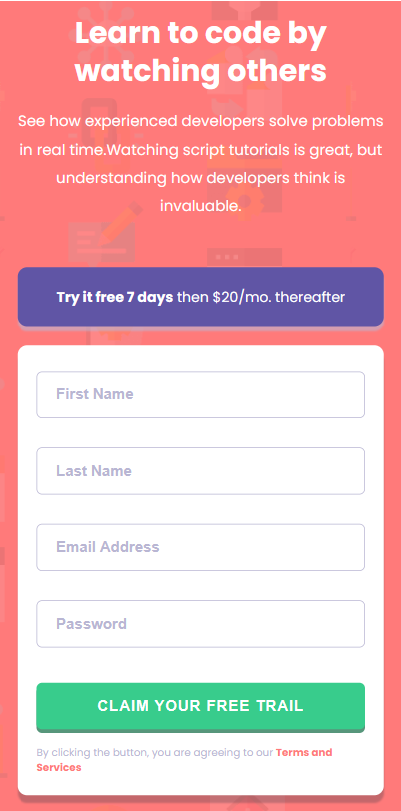 Learn to code by
watching others
See how experienced developers solve problems
in real time.Watching script tutorials is great, but
understanding how developers think is
invaluable.
Try it free 7 days then $20/mo. thereafter
First Name
Last Name
Email Address
Password
CLAIM YOUR FREE TRAIL
By clicking the button, you are agreeing to our Terms and
Services